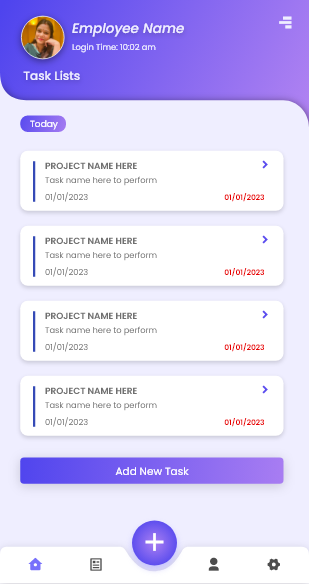 Employee Name
Login Time: 10:02 am
Task Lists
Today
PROJECT NAME HERE
Task name here to perform
01/01/2023 01/01/2023
PROJECT NAME HERE
Task name here to perform
01/01/2023 01/01/2023
PROJECT NAME HERE
Task name here to perform
01/01/2023 01/01/2023
PROJECT NAME HERE
Task name here to perform
01/01/2023 01/01/2023
Add New Task